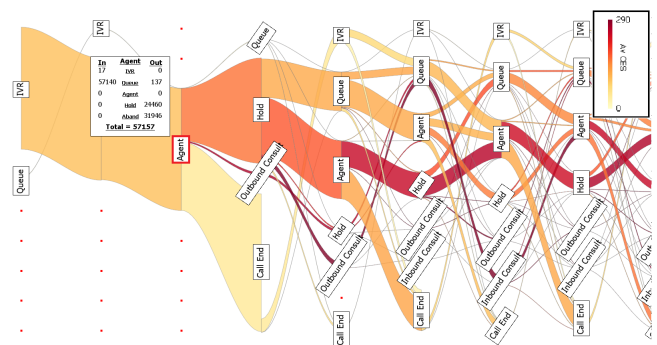 In Agent Out
17 IVR 0
57140 Queue 137
0 Agent 0
0 Hold 24460
0 Aband 31946
Total = 57157
IVR
Queue
IVR
Agent
Queue
Hold
Outbound Consult
Call End
IVR
Queue
Agent
Hold
Outbound Consult
Call End
IVR
Queue
Agent
Hold
Outbound Consult
Inbound Consult
Call End
IVR
Queue
Agent
Hold
Outbound Consult
Inbound Consult
Call End
IVR
Queue
Agent
Hold
Outbound Consult
Inbound Consult
Call End
290
Av CES
0